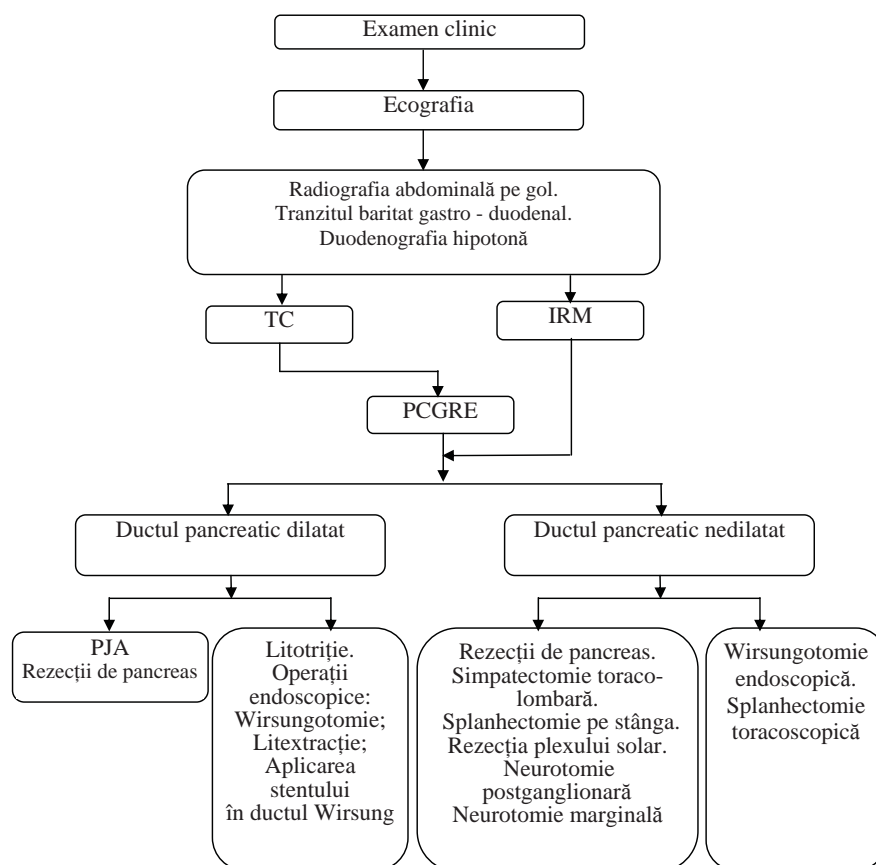 Examen clinic
Ecografia
Radiografia abdominală pe gol.
Tranzitul baritat gastro - duodenal.
Duodenografia hipotonă
TC
IRM
PCGRE
Ductul pancreatic dilatat
Ductul pancreatic nedilatat
PJA
Rezecții de pancreas
Litotriție.
Operații
endoscopice:
Wirsungotomie;
Litextracție;
Aplicarea
stentului
în ductul Wirsung
Rezecții de pancreas.
Simpatectomie toraco-
lombară.
Splanhectomie pe stânga.
Rezecția plexului solar.
Neurotomie
postganglionară
Neurotomie marginală
Wirsungotomie
endoscopică.
Splanhectomie
toracoscopică